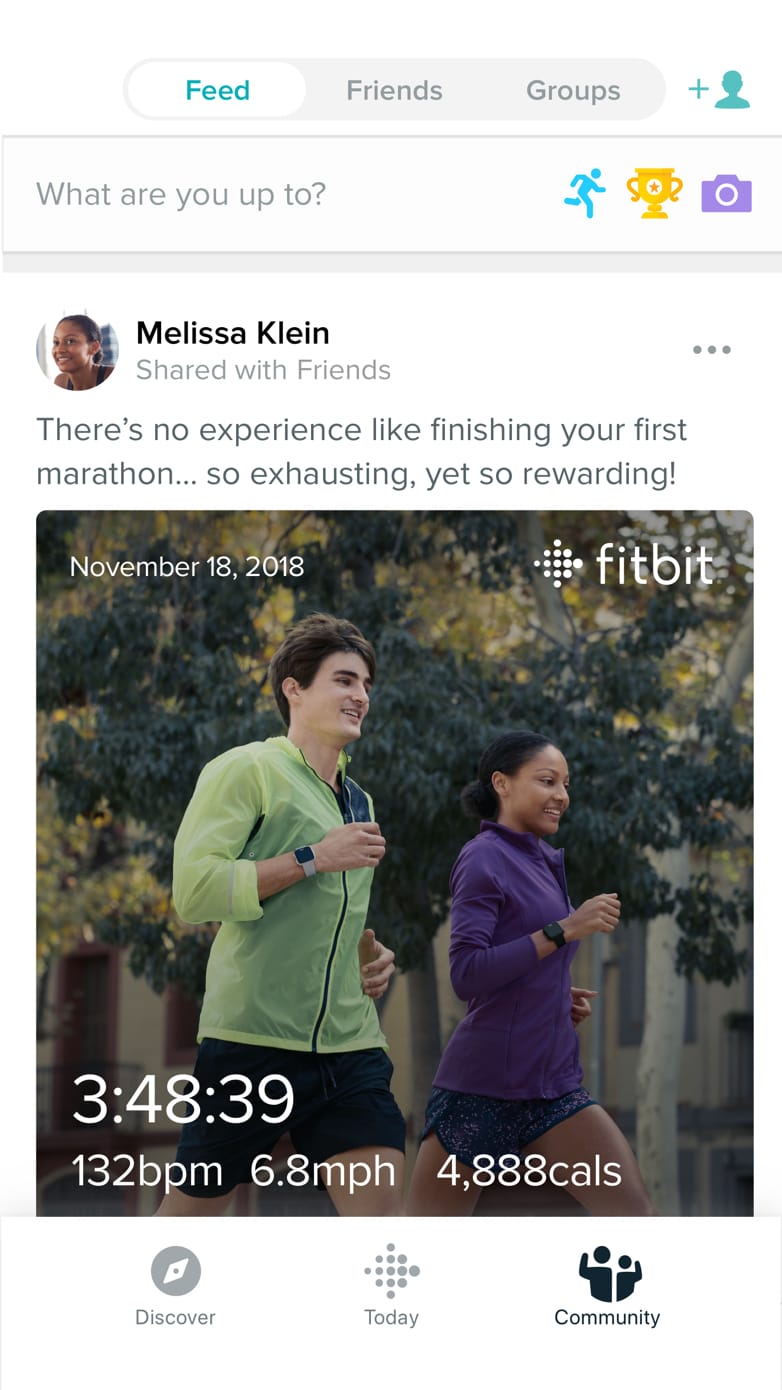 Feed Friends Groups
What are you up to?
Melissa Klein
Shared with Friends
There’s no experience like finishing your first
marathon... so exhausting, yet so rewarding!
November 18, 2018 fitbit
3:48:39
132bpm 6.8mph 4,888cals
Discover Today Community